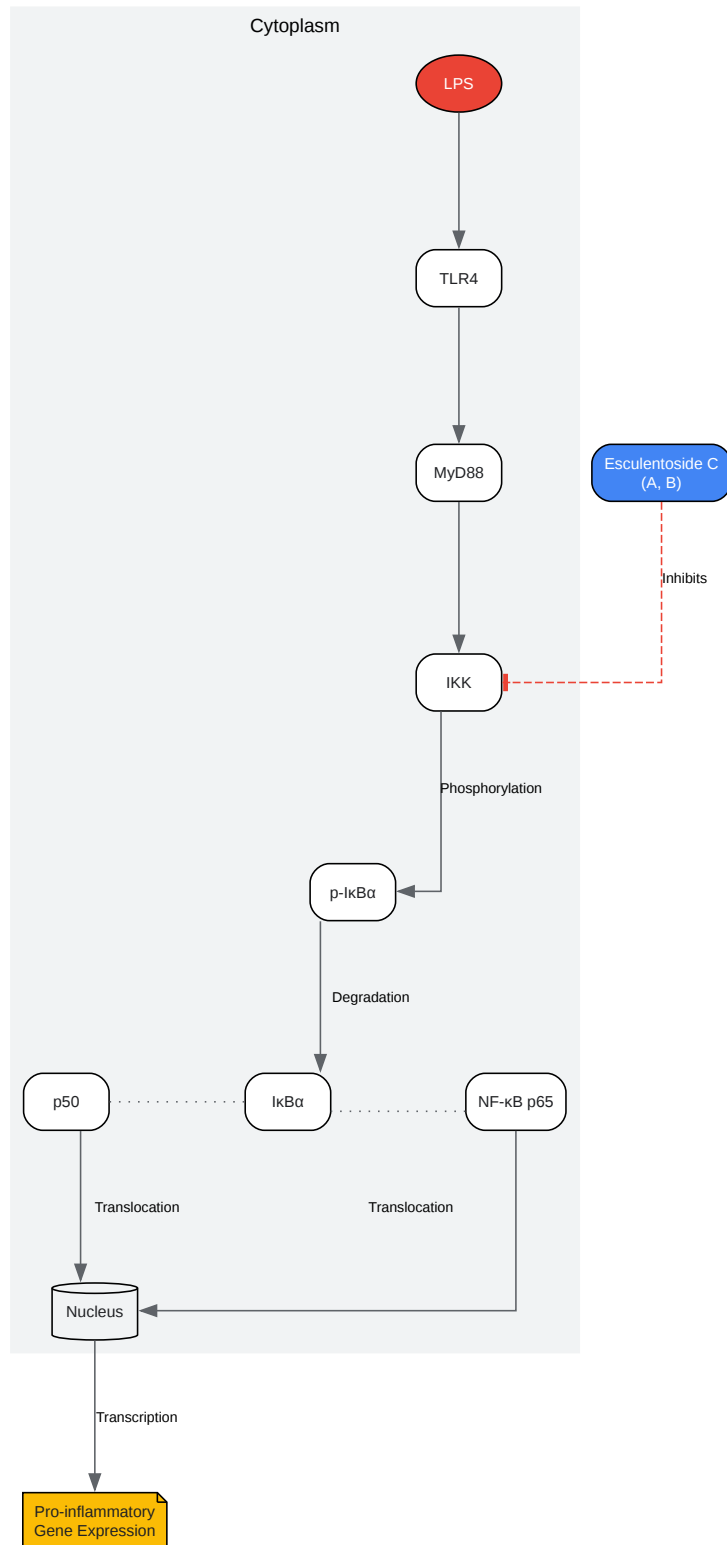 Cytoplasm
LPS
TLR4
MyD88
Esculentoside C
(A, B)
Inhibits
IKK
Phosphorylation
p-IκBα
Degradation
p50
IκBα
NF-κB p65
Translocation
Translocation
Nucleus
Transcription
Pro-inflammatory
Gene Expression